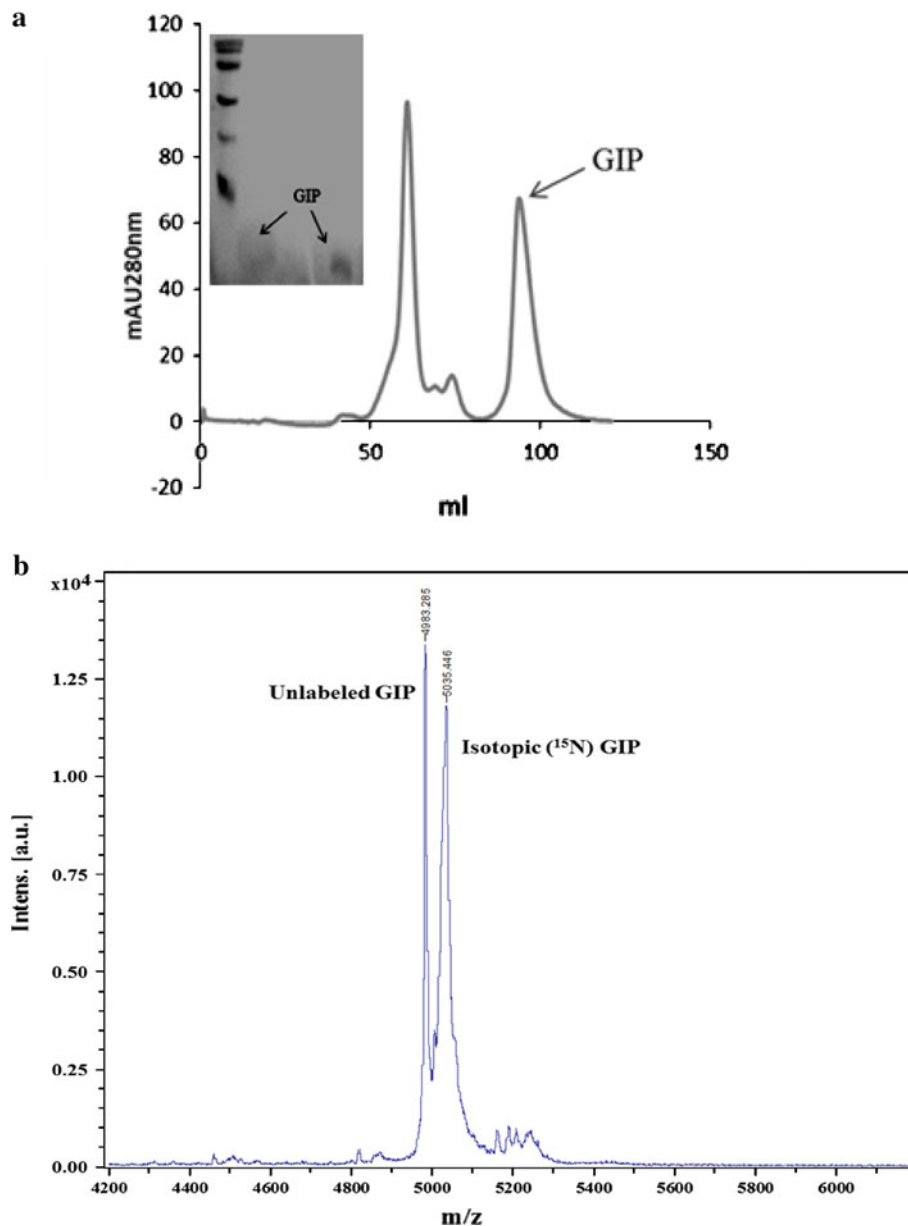 a
120
100
80
60
40
20
0
-20
mAU280nm
GIP
GIP
0
50
100
150
ml
b
x10⁴
1.25
1.00
0.75
0.50
0.25
0.00
Intens. [a.u.]
4983.285
5035.446
Unlabeled GIP
Isotopic (¹⁵N) GIP
4200
4400
4600
4800
5000
5200
5400
5600
5800
6000
m/z